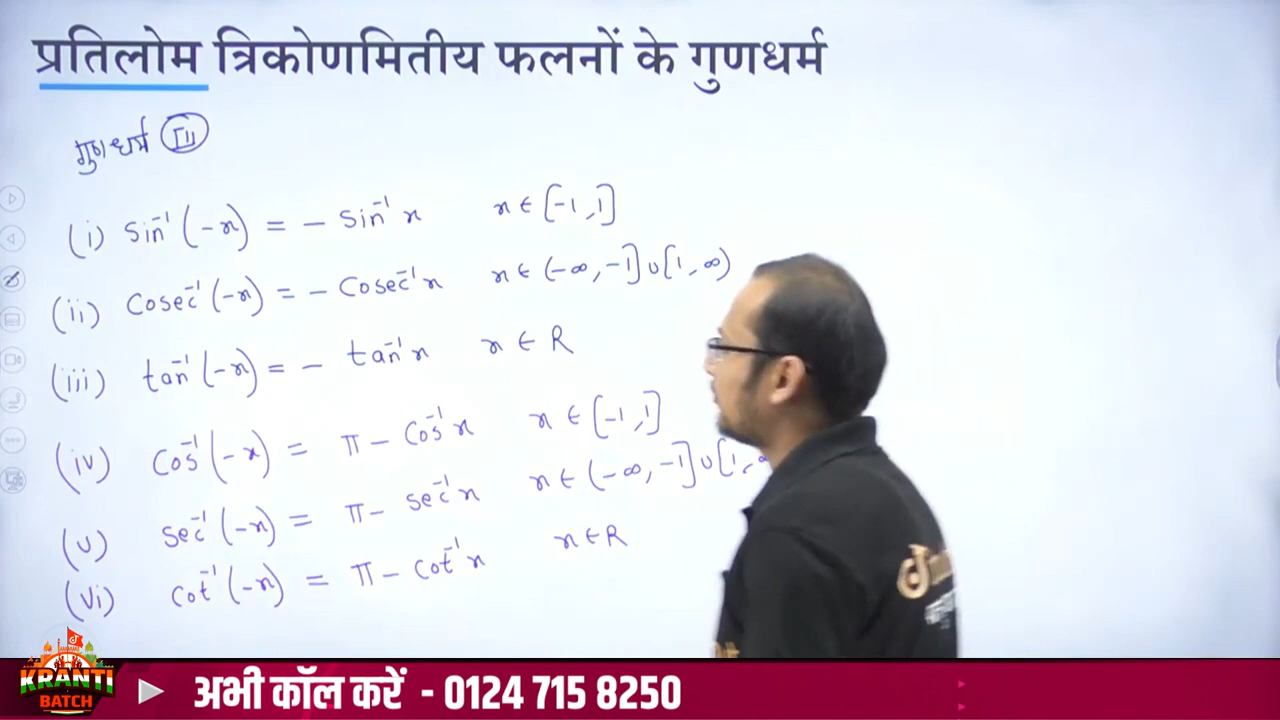 प्रतिलोम त्रिकोणमितीय फलनों के गुणधर्म
गुणधर्म III
(i) sin⁻¹(-x) = - sin⁻¹x x ∈ [-1, 1]
(ii) cosec⁻¹(-x) = - cosec⁻¹x x ∈ (-∞, -1] ∪ [1, ∞)
(iii) tan⁻¹(-x) = - tan⁻¹x x ∈ R
(iv) cos⁻¹(-x) = π - cos⁻¹x x ∈ [-1, 1]
(v) sec⁻¹(-x) = π - sec⁻¹x x ∈ (-∞, -1] ∪ [1, ∞
(vi) cot⁻¹(-x) = π - cot⁻¹x x ∈ R
KRANTI
BATCH
अभी कॉल करें - 0124 715 8250